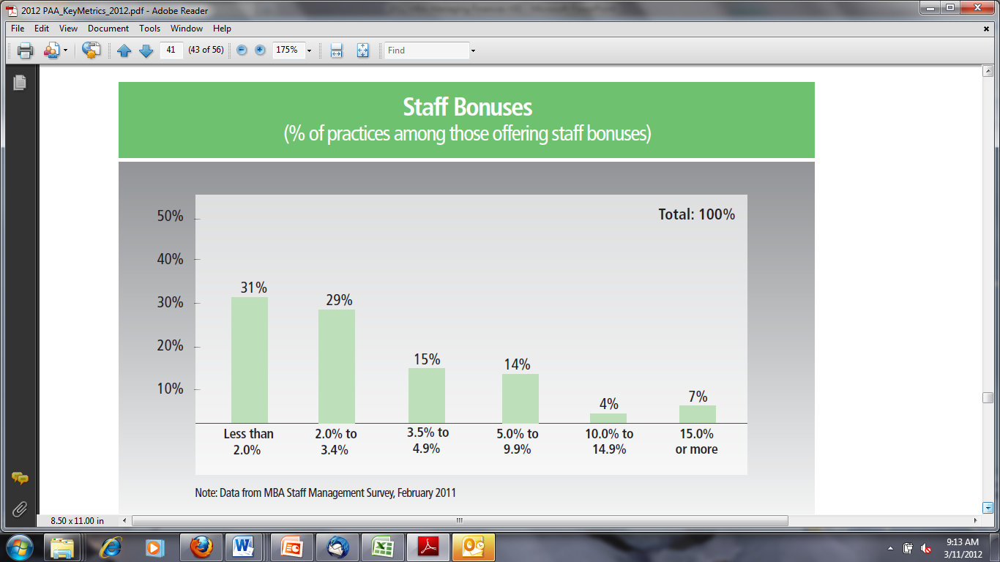 2012 PAA_KeyMetrics_2012.pdf - Adobe Reader
File Edit View Document Tools Window Help
41 (43 of 56) 175% Find
Staff Bonuses
(% of practices among those offering staff bonuses)
Total: 100%
50%
40%
30%
20%
10%
31%
29%
15%
14%
4%
7%
Less than
2.0%
2.0% to
3.4%
3.5% to
4.9%
5.0% to
9.9%
10.0% to
14.9%
15.0%
or more
Note: Data from MBA Staff Management Survey, February 2011
8.50 x 11.00 in
9:13 AM
3/11/2012